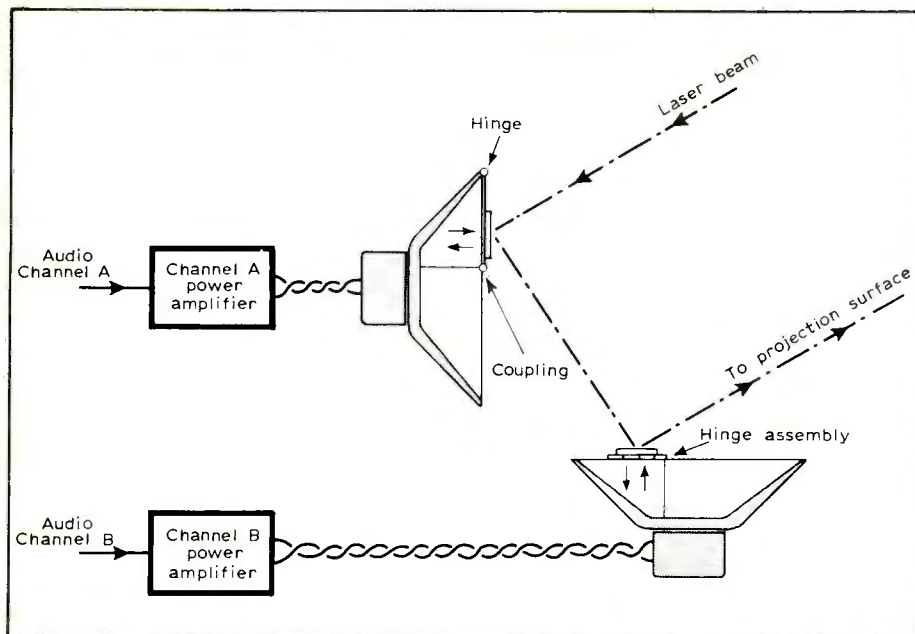 Laser beam
Hinge
Audio
Channel A
Channel A
power
amplifier
Coupling
To projection surface
Hinge assembly
Audio
Channel B
Channel B
power
amplifier